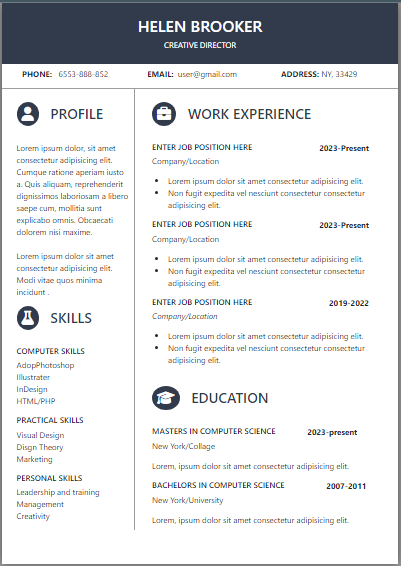 HELEN BROOKER
CREATIVE DIRECTOR
PHONE: 6553-888-852 EMAIL: user@gmail.com ADDRESS: NY, 33429
PROFILE
Lorem ipsum dolor, sit amet
consectetur adipisicing elit.
Cumque ratione aperiam iusto
a. Quis aliquam, reprehenderit
dignissimos laboriosam a libero
saepe cum, mollitia sunt
explicabo omnis. Obcaecati
dolorem nisi maxime.
Lorem ipsum dolor, sit amet
consectetur adipisicing elit.
Modi vitae quos minima
incidunt .
SKILLS
COMPUTER SKILLS
AdopPhotoshop
Illustrater
InDesign
HTML/PHP
PRACTICAL SKILLS
Visual Design
Disgn Theory
Marketing
PERSONAL SKILLS
Leadership and training
Management
Creativity
WORK EXPERIENCE
ENTER JOB POSITION HERE 2023-Present
Company/Location
• Lorem ipsum dolor sit amet consectetur adipisicing elit.
• Non fugit expedita vel nesciunt consectetur consectetur
adipisicing elit.
ENTER JOB POSITION HERE 2023-Present
Company/Location
• Lorem ipsum dolor sit amet consectetur adipisicing elit.
• Non fugit expedita vel nesciunt consectetur consectetur
adipisicing elit.
ENTER JOB POSITION HERE 2019-2022
Company/Location
• Lorem ipsum dolor sit amet consectetur adipisicing elit.
• Non fugit expedita vel nesciunt consectetur consectetur
adipisicing elit.
EDUCATION
MASTERS IN COMPUTER SCIENCE 2023-present
New York/Collage
Lorem, ipsum dolor sit amet consectetur adipisicing elit.
BACHELORS IN COMPUTER SCIENCE 2007-2011
New York/University
Lorem, ipsum dolor sit amet consectetur adipisicing elit.